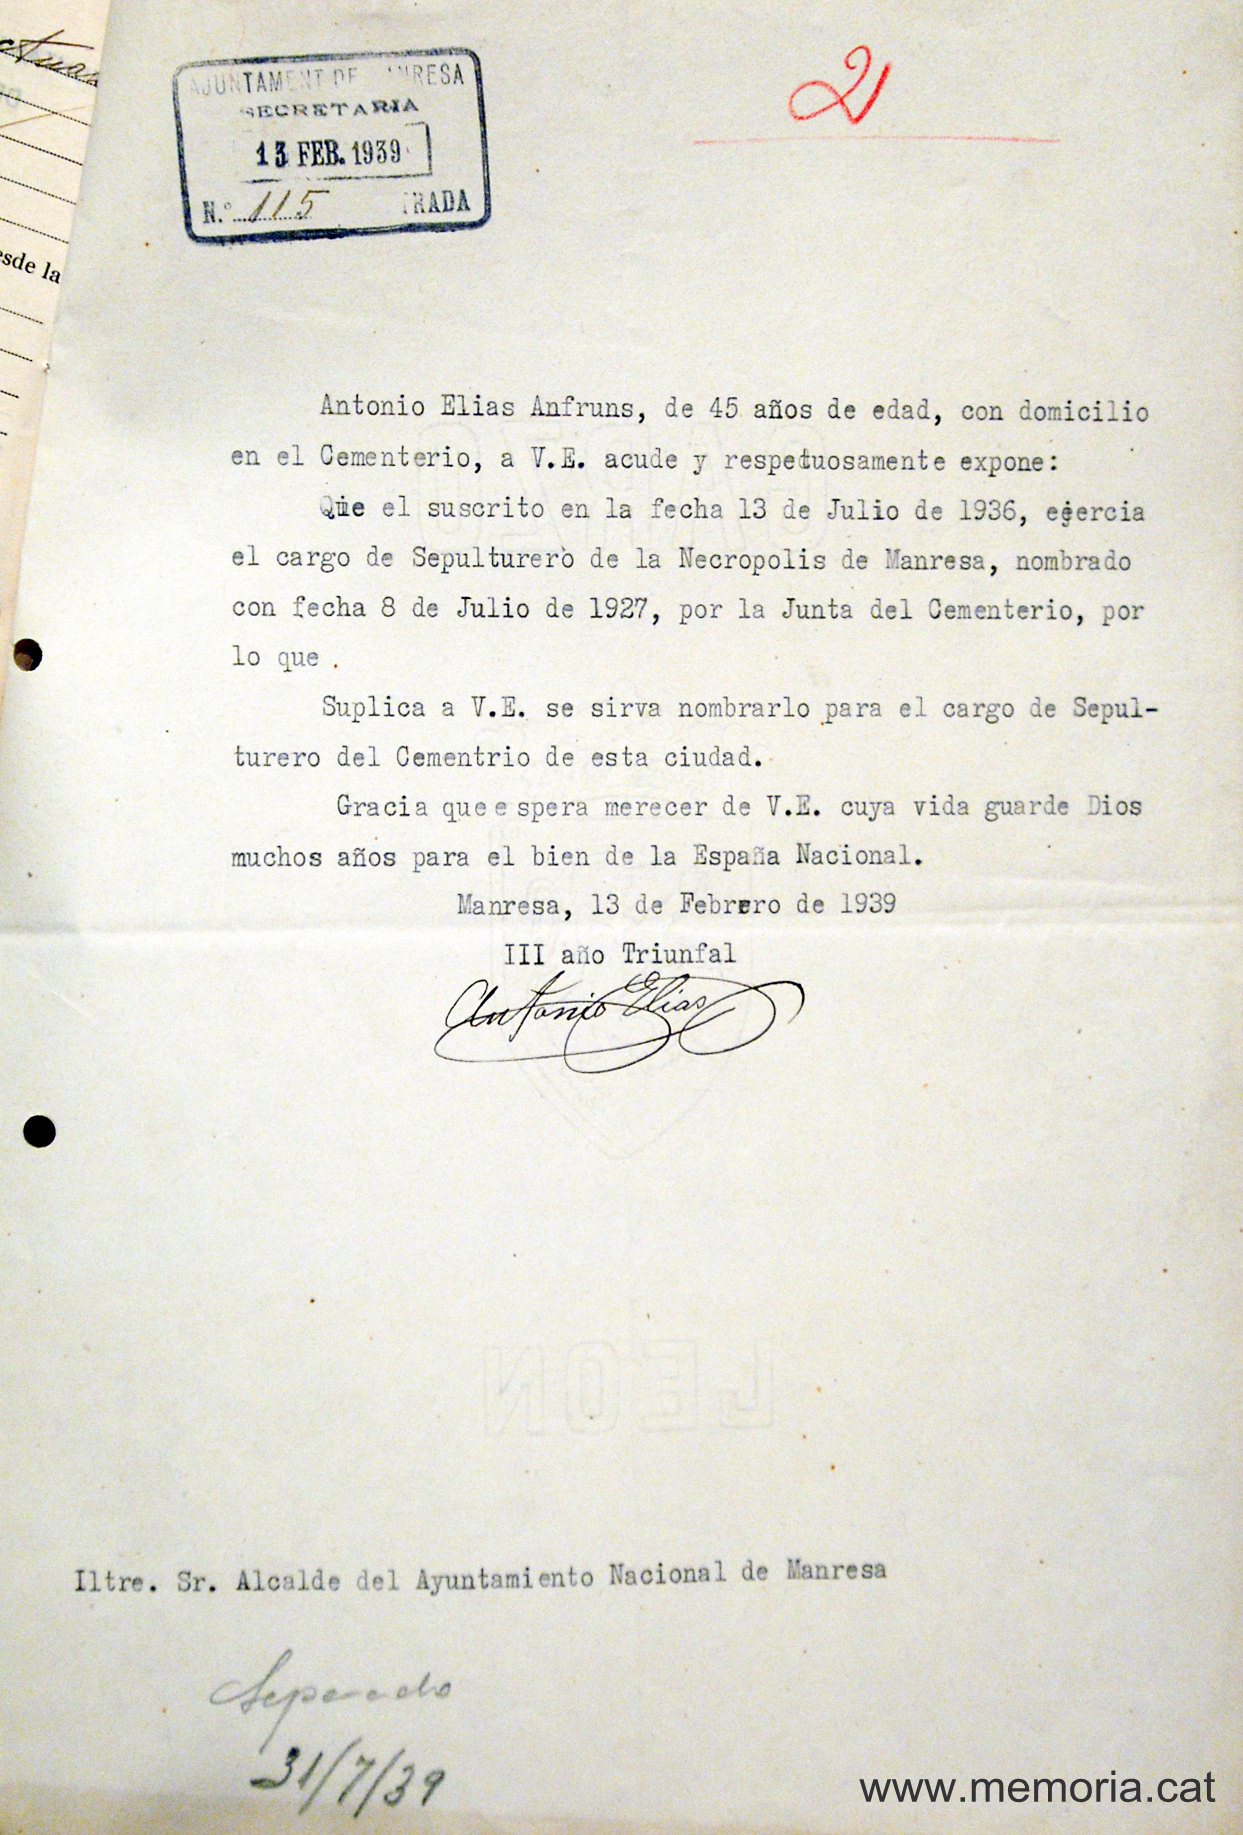 AJUNTAMENT DE MANRESA
SECRETARIA
13 FEB. 1939
N.º 115 TRADA
2
esde la
Antonio Elias Anfruns, de 45 años de edad, con domicilio
en el Cementerio, a V.E. acude y respetuosamente expone:
Que el suscrito en la fecha 13 de Julio de 1936, ejercia
el cargo de Sepulturero de la Necropolis de Manresa, nombrado
con fecha 8 de Julio de 1927, por la Junta del Cementerio, por
lo que .
Suplica a V.E. se sirva nombrarlo para el cargo de Sepul-
turero del Cementrio de esta ciudad.
Gracia que e spera merecer de V.E. cuya vida guarde Dios
muchos años para el bien de la España Nacional.
Manresa, 13 de Febrero de 1939
III año Triunfal
Antonio Elias
LEON
Iltre. Sr. Alcalde del Ayuntamiento Nacional de Manresa
Separado
31/7/39
www.memoria.cat